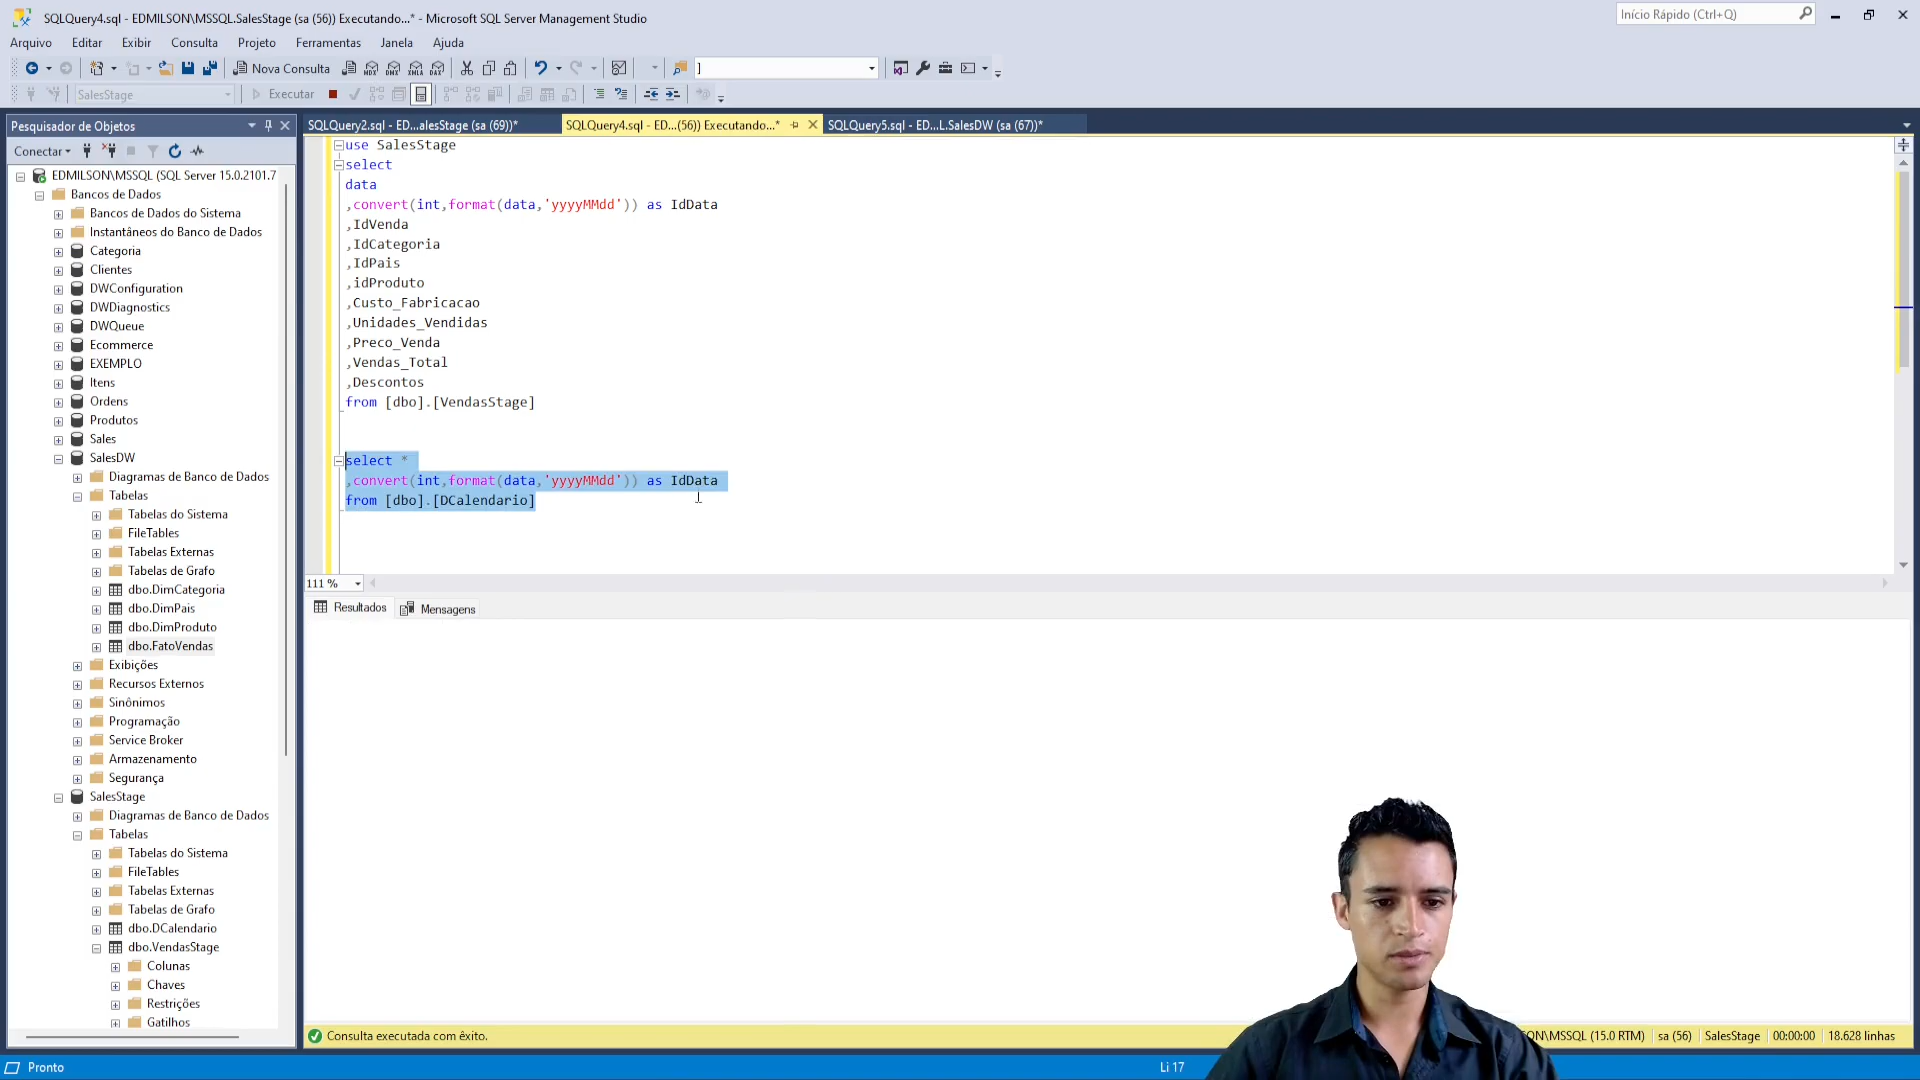 SQLQuery4.sql - EDMILSON\MSSQL.SalesStage (sa (56)) Executando...* - Microsoft SQL Server Management Studio
Início Rápido (Ctrl+Q)
Arquivo Editar Exibir Consulta Projeto Ferramentas Janela Ajuda
Nova Consulta MDX DMX XMLA DAX ]
SalesStage Executar
Pesquisador de Objetos
SQLQuery2.sql - ED...alesStage (sa (69))* SQLQuery4.sql - ED...(56)) Executando...* SQLQuery5.sql - ED...L.SalesDW (sa (67))*
Conectar
EDMILSON\MSSQL (SQL Server 15.0.2101.7
Bancos de Dados
Bancos de Dados do Sistema
Instantâneos do Banco de Dados
Categoria
Clientes
DWConfiguration
DWDiagnostics
DWQueue
Ecommerce
EXEMPLO
Itens
Ordens
Produtos
Sales
SalesDW
Diagramas de Banco de Dados
Tabelas
Tabelas do Sistema
FileTables
Tabelas Externas
Tabelas de Grafo
dbo.DimCategoria
dbo.DimPais
dbo.DimProduto
dbo.FatoVendas
Exibições
Recursos Externos
Sinônimos
Programação
Service Broker
Armazenamento
Segurança
SalesStage
Diagramas de Banco de Dados
Tabelas
Tabelas do Sistema
FileTables
Tabelas Externas
Tabelas de Grafo
dbo.DCalendario
dbo.VendasStage
Colunas
Chaves
Restrições
Gatilhos
use SalesStage
select
data
,convert(int,format(data,'yyyyMMdd')) as IdData
,IdVenda
,IdCategoria
,IdPais
,idProduto
,Custo_Fabricacao
,Unidades_Vendidas
,Preco_Venda
,Vendas_Total
,Descontos
from [dbo].[VendasStage]
select *
,convert(int,format(data,'yyyyMMdd')) as IdData
from [dbo].[DCalendario]
111 %
Resultados Mensagens
Consulta executada com êxito.
ON\MSSQL (15.0 RTM) sa (56) SalesStage 00:00:00 18.628 linhas
Pronto
Li 17